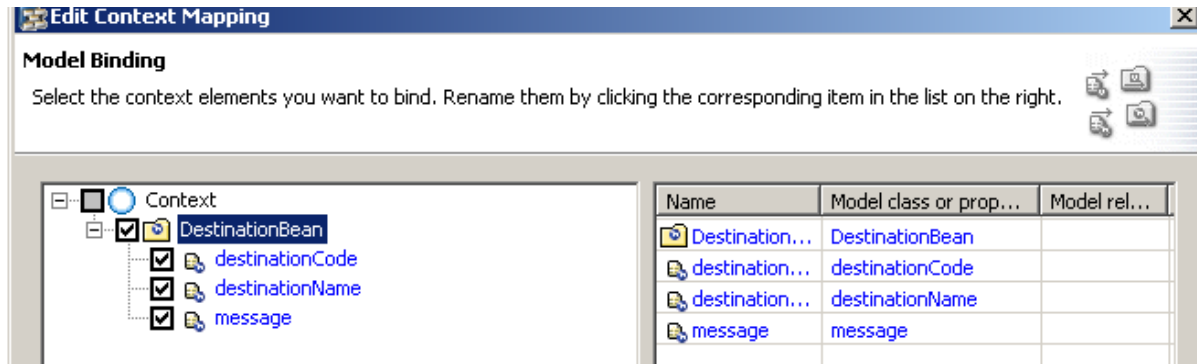 Edit Context Mapping
Model Binding
Select the context elements you want to bind. Rename them by clicking the corresponding item in the list on the right.
Context
DestinationBean
destinationCode
destinationName
message
Name Model class or prop... Model rel...
Destination... DestinationBean
destination... destinationCode
destination... destinationName
message message